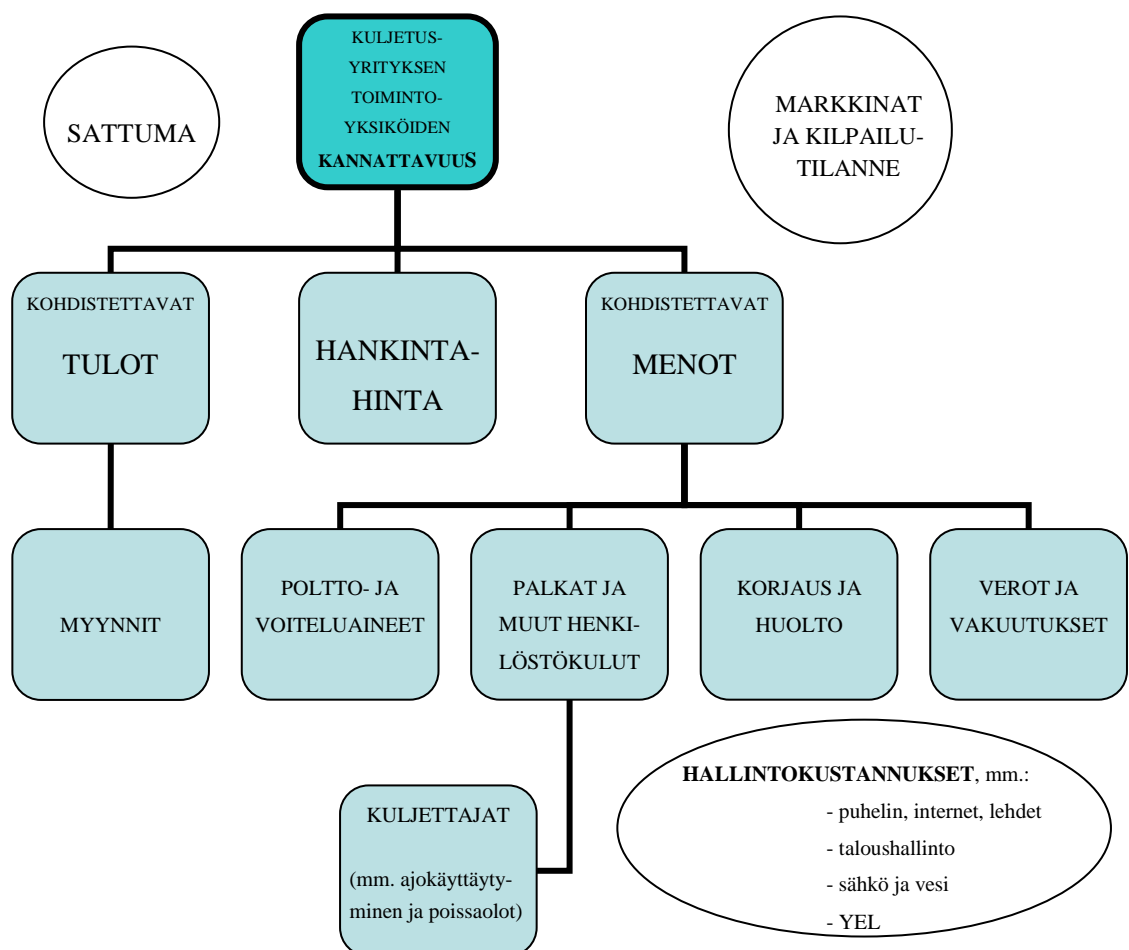 KULJETUS-
YRITYKSEN
TOIMINTO-
YKSIKÖIDEN
KANNATTAVUUS
SATTUMA
MARKKINAT
JA KILPAILU-
TILANNE
KOHDISTETTAVAT
TULOT
HANKINTA-
HINTA
KOHDISTETTAVAT
MENOT
MYYNNIT
POLTTO- JA
VOITELUAINEET
PALKAT JA
MUUT HENKI-
LÖSTÖKULUT
KORJAUS JA
HUOLTO
VEROT JA
VAKUUTUKSET
KULJETTAJAT
(mm. ajokäyttäyty-
minen ja poissaolot)
HALLINTOKUSTANNUKSET, mm.:
- puhelin, internet, lehdet
- taloushallinto
- sähkö ja vesi
- YEL